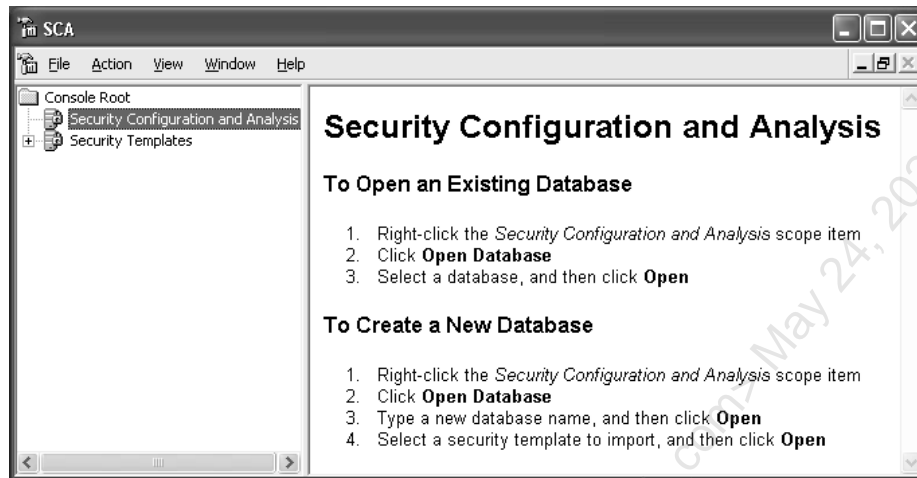 SCA
File Action View Window Help
Console Root
Security Configuration and Analysis
Security Templates
Security Configuration and Analysis
To Open an Existing Database
1. Right-click the Security Configuration and Analysis scope item
2. Click Open Database
3. Select a database, and then click Open
To Create a New Database
1. Right-click the Security Configuration and Analysis scope item
2. Click Open Database
3. Type a new database name, and then click Open
4. Select a security template to import, and then click Open
com> May 24,